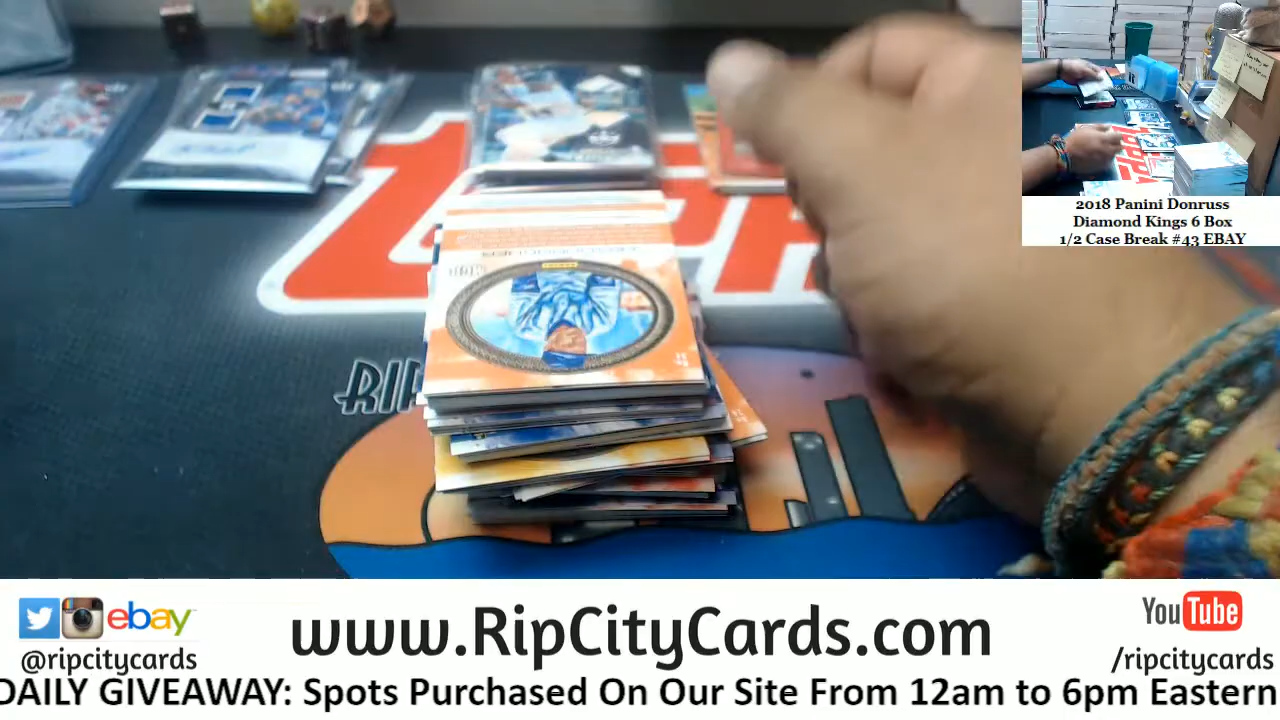 2018 Panini Donruss
Diamond Kings 6 Box
1/2 Case Break #43 EBAY
RIP
ebay
www.RipCityCards.com
YouTube
@ripcitycards
/ripcitycards
DAILY GIVEAWAY: Spots Purchased On Our Site From 12am to 6pm Eastern